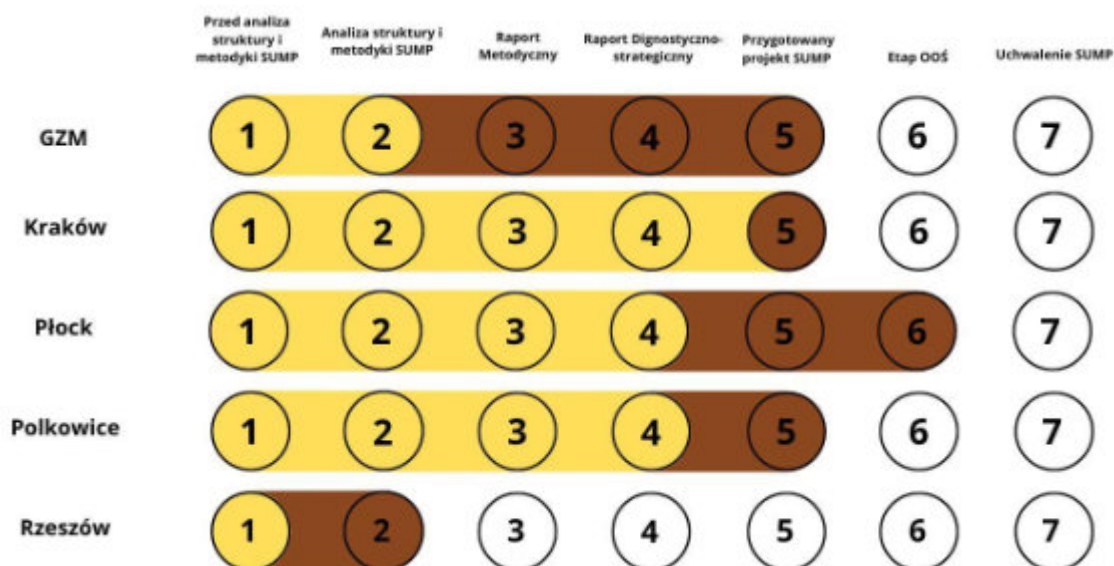 Przed analiza
struktury i
metodyki SUMP
Analiza struktury i
metodyki SUMP
Raport
Metodyczny
Raport Dignostyczno-
strategiczny
Przygotowany
projekt SUMP
Etap OOŚ
Uchwalenie SUMP
GZM 1 2 3 4 5 6 7
Kraków 1 2 3 4 5 6 7
Płock 1 2 3 4 5 6 7
Polkowice 1 2 3 4 5 6 7
Rzeszów 1 2 3 4 5 6 7